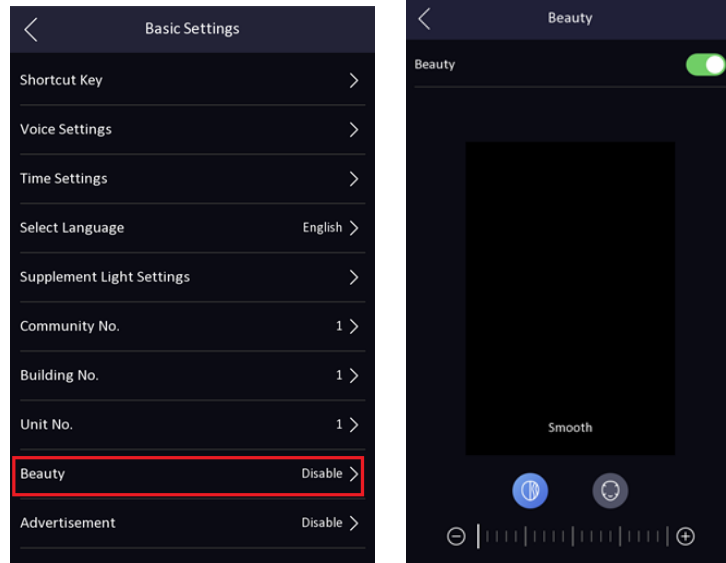 Basic Settings
Shortcut Key
Voice Settings
Time Settings
Select Language English
Supplement Light Settings
Community No. 1
Building No. 1
Unit No. 1
Beauty Disable
Advertisement Disable
Beauty
Beauty
Smooth